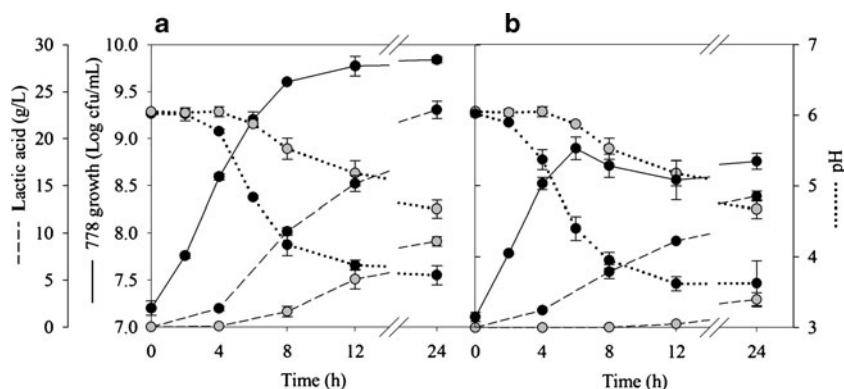 a
b
30 10.0 7
25 9.5
6
20 9.0
15 8.5 5
10 8.0
4
5 7.5
0 7.0 3
0 4 8 12 24 0 4 8 12 24
Time (h) Time (h)
Lactic acid (g/L)
778 growth (Log cfu/mL)
pH